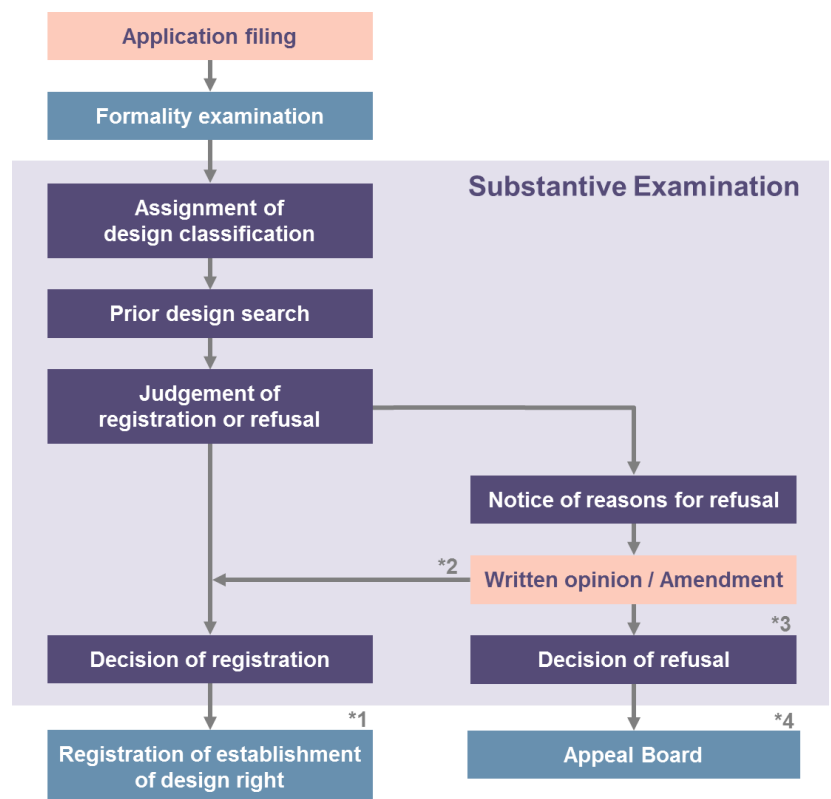 Application filing
Formality examination
Substantive Examination
Assignment of
design classification
Prior design search
Judgement of
registration or refusal
Notice of reasons for refusal
*2
Written opinion / Amendment
*3
Decision of registration
Decision of refusal
*1
*4
Registration of establishment
of design right
Appeal Board